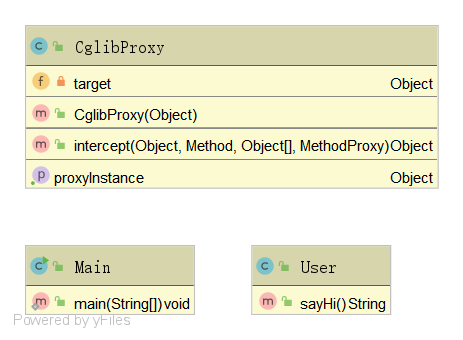 CglibProxy
target Object
CglibProxy(Object)
intercept(Object, Method, Object[], MethodProxy) Object
proxyInstance Object
Main User
main(String[]) void sayHi() String
Powered by yFiles